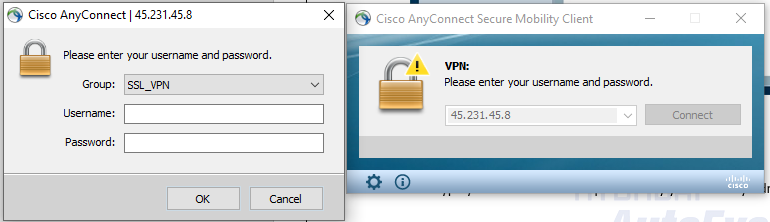 Cisco AnyConnect | 45.231.45.8
Please enter your username and password.
Group: SSL_VPN
Username:
Password:
OK Cancel
Cisco AnyConnect Secure Mobility Client
VPN:
Please enter your username and password.
45.231.45.8 Connect
cisco